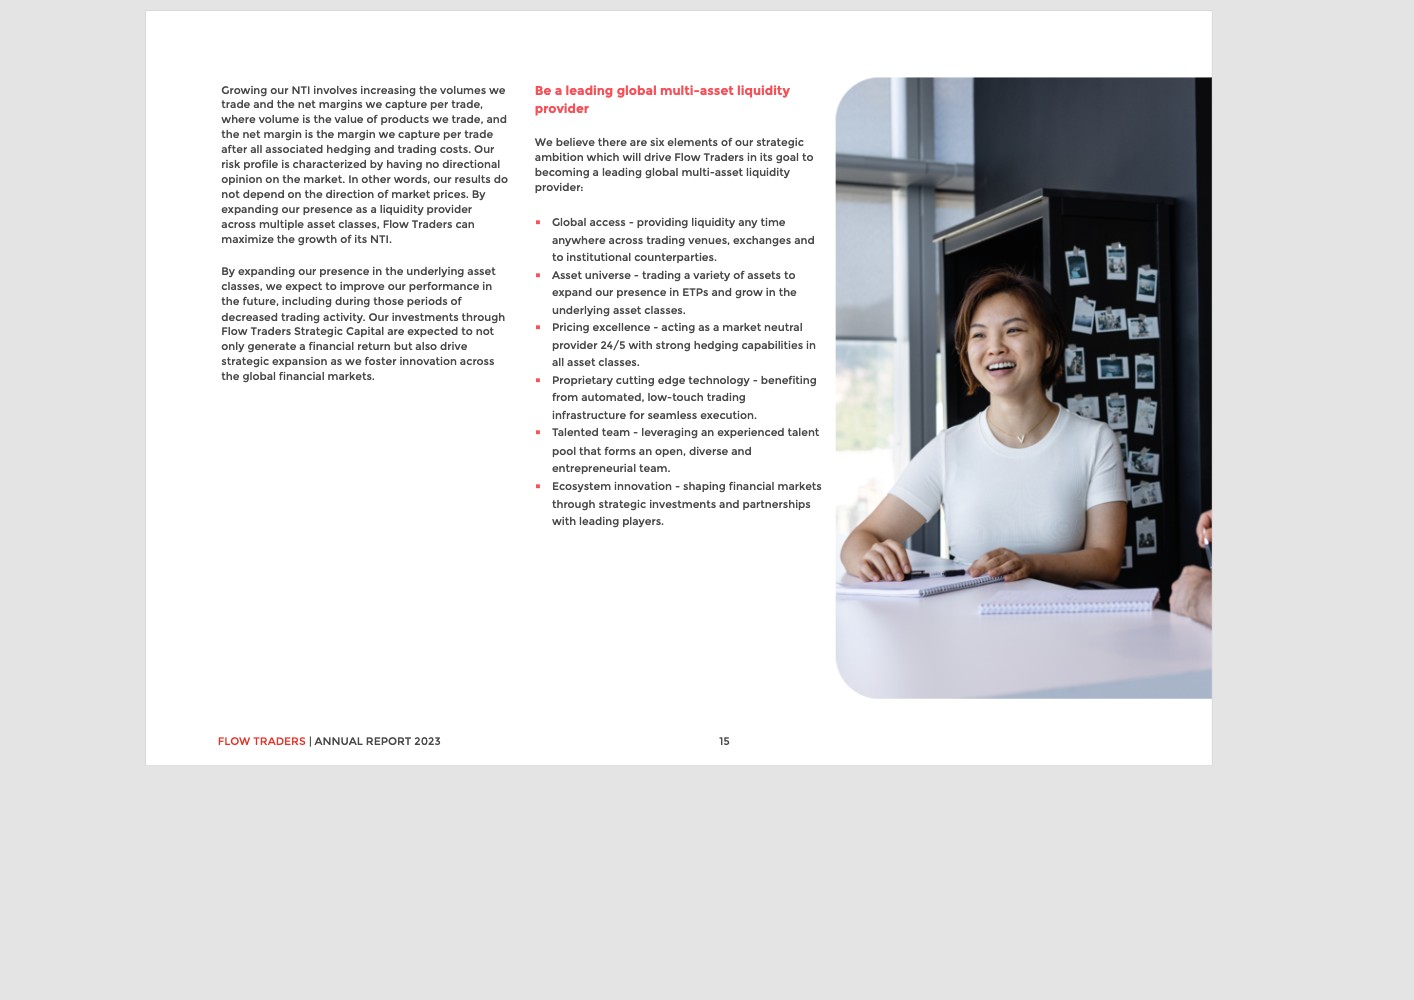 Growing our NTI involves increasing the volumes we
trade and the net margins we capture per trade,
where volume is the value of products we trade, and
the net margin is the margin we capture per trade
after all associated hedging and trading costs. Our
risk profile is characterized by having no directional
opinion on the market. In other words, our results do
not depend on the direction of market prices. By
expanding our presence as a liquidity provider
across multiple asset classes, Flow Traders can
maximize the growth of its NTI.
By expanding our presence in the underlying asset
classes, we expect to improve our performance in
the future, including during those periods of
decreased trading activity. Our investments through
Flow Traders Strategic Capital are expected to not
only generate a financial return but also drive
strategic expansion as we foster innovation across
the global financial markets.
Be a leading global multi-asset liquidity
provider
We believe there are six elements of our strategic
ambition which will drive Flow Traders in its goal to
becoming a leading global multi-asset liquidity
provider:
▪ Global access - providing liquidity any time
anywhere across trading venues, exchanges and
to institutional counterparties.
▪ Asset universe - trading a variety of assets to
expand our presence in ETPs and grow in the
underlying asset classes.
▪ Pricing excellence - acting as a market neutral
provider 24/5 with strong hedging capabilities in
all asset classes.
▪ Proprietary cutting edge technology - benefiting
from automated, low-touch trading
infrastructure for seamless execution.
▪ Talented team - leveraging an experienced talent
pool that forms an open, diverse and
entrepreneurial team.
▪ Ecosystem innovation - shaping financial markets
through strategic investments and partnerships
with leading players.
FLOW TRADERS | ANNUAL REPORT 2023
15